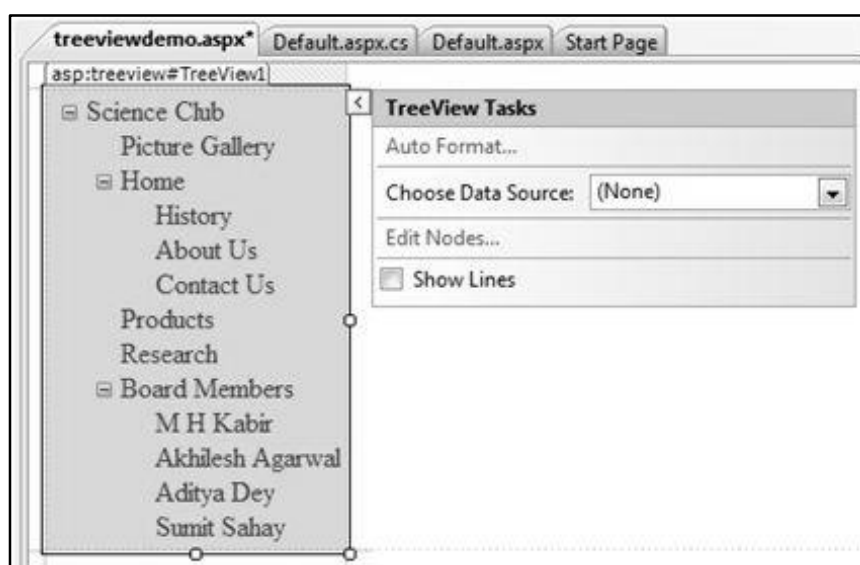 treeviewdemo.aspx* Default.aspx.cs Default.aspx Start Page
asp:treeview#TreeView1
Science Club
Picture Gallery
Home
History
About Us
Contact Us
Products
Research
Board Members
M H Kabir
Akhilesh Agarwal
Aditya Dey
Sumit Sahay
TreeView Tasks
Auto Format...
Choose Data Source: (None)
Edit Nodes...
Show Lines